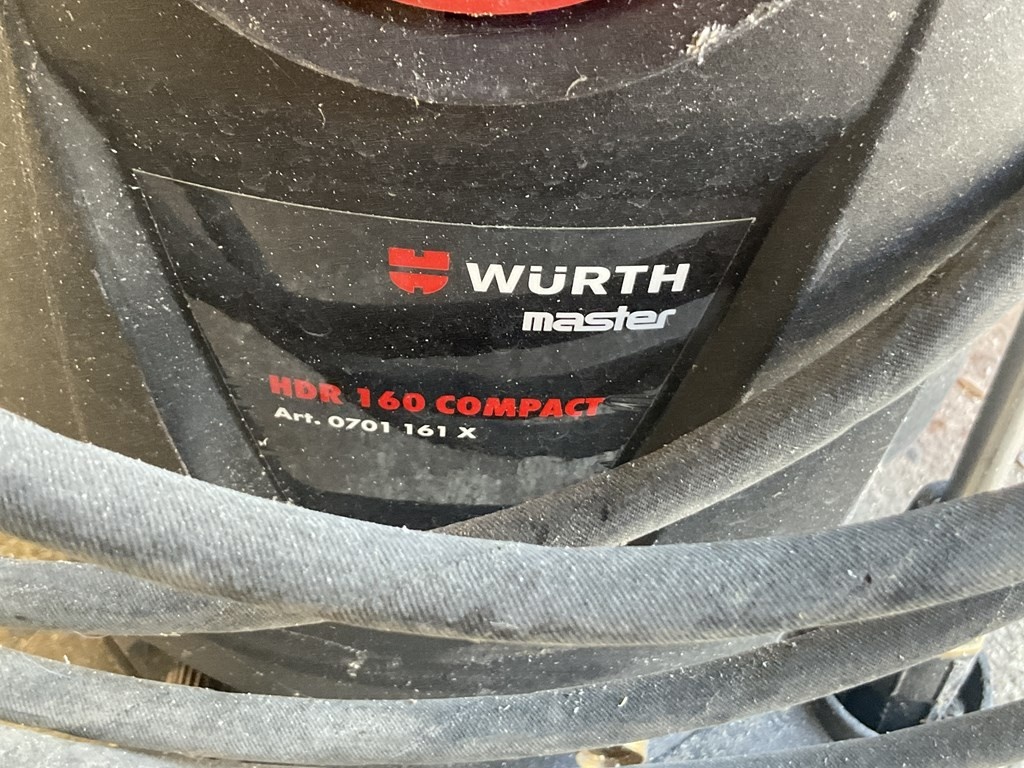 WÜRTH
master
HDR 160 COMPACT
Art. 0701 161 X